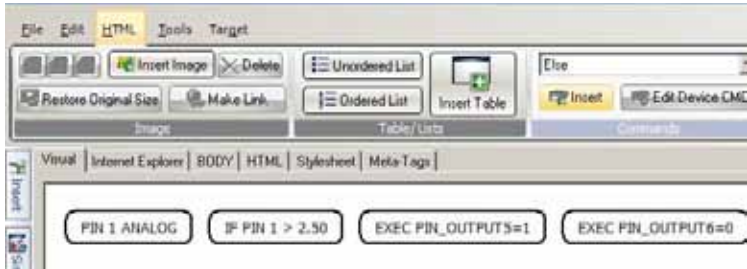 File Edit HTML Tools Target
Insert Image Delete Unordered List Else
Restore Original Size Make Link Ordered List Insert Table Insert Edit Device CMD
Image Table/Lists Commands
Insert
Visual Internet Explorer BODY HTML Stylesheet Meta-Tags
PIN 1 ANALOG IF PIN 1 > 2.50 EXEC PIN_OUTPUT5=1 EXEC PIN_OUTPUT6=0